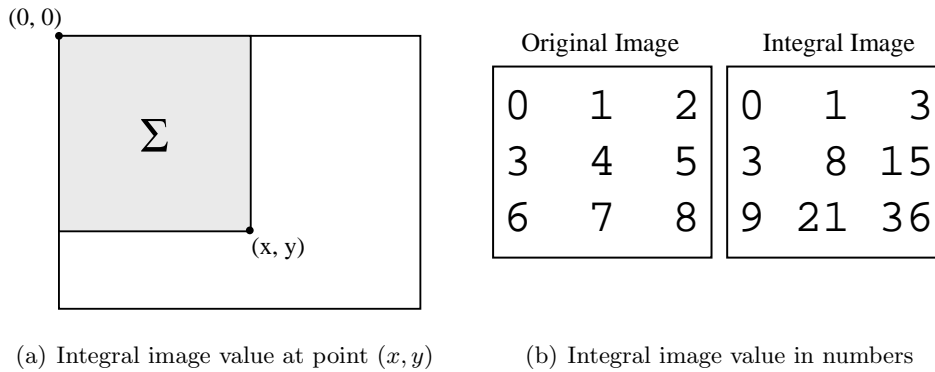 (0, 0)
Σ
(x, y)
(a) Integral image value at point (x, y)
Original Image
0 1 2
3 4 5
6 7 8
Integral Image
0 1 3
3 8 15
9 21 36
(b) Integral image value in numbers